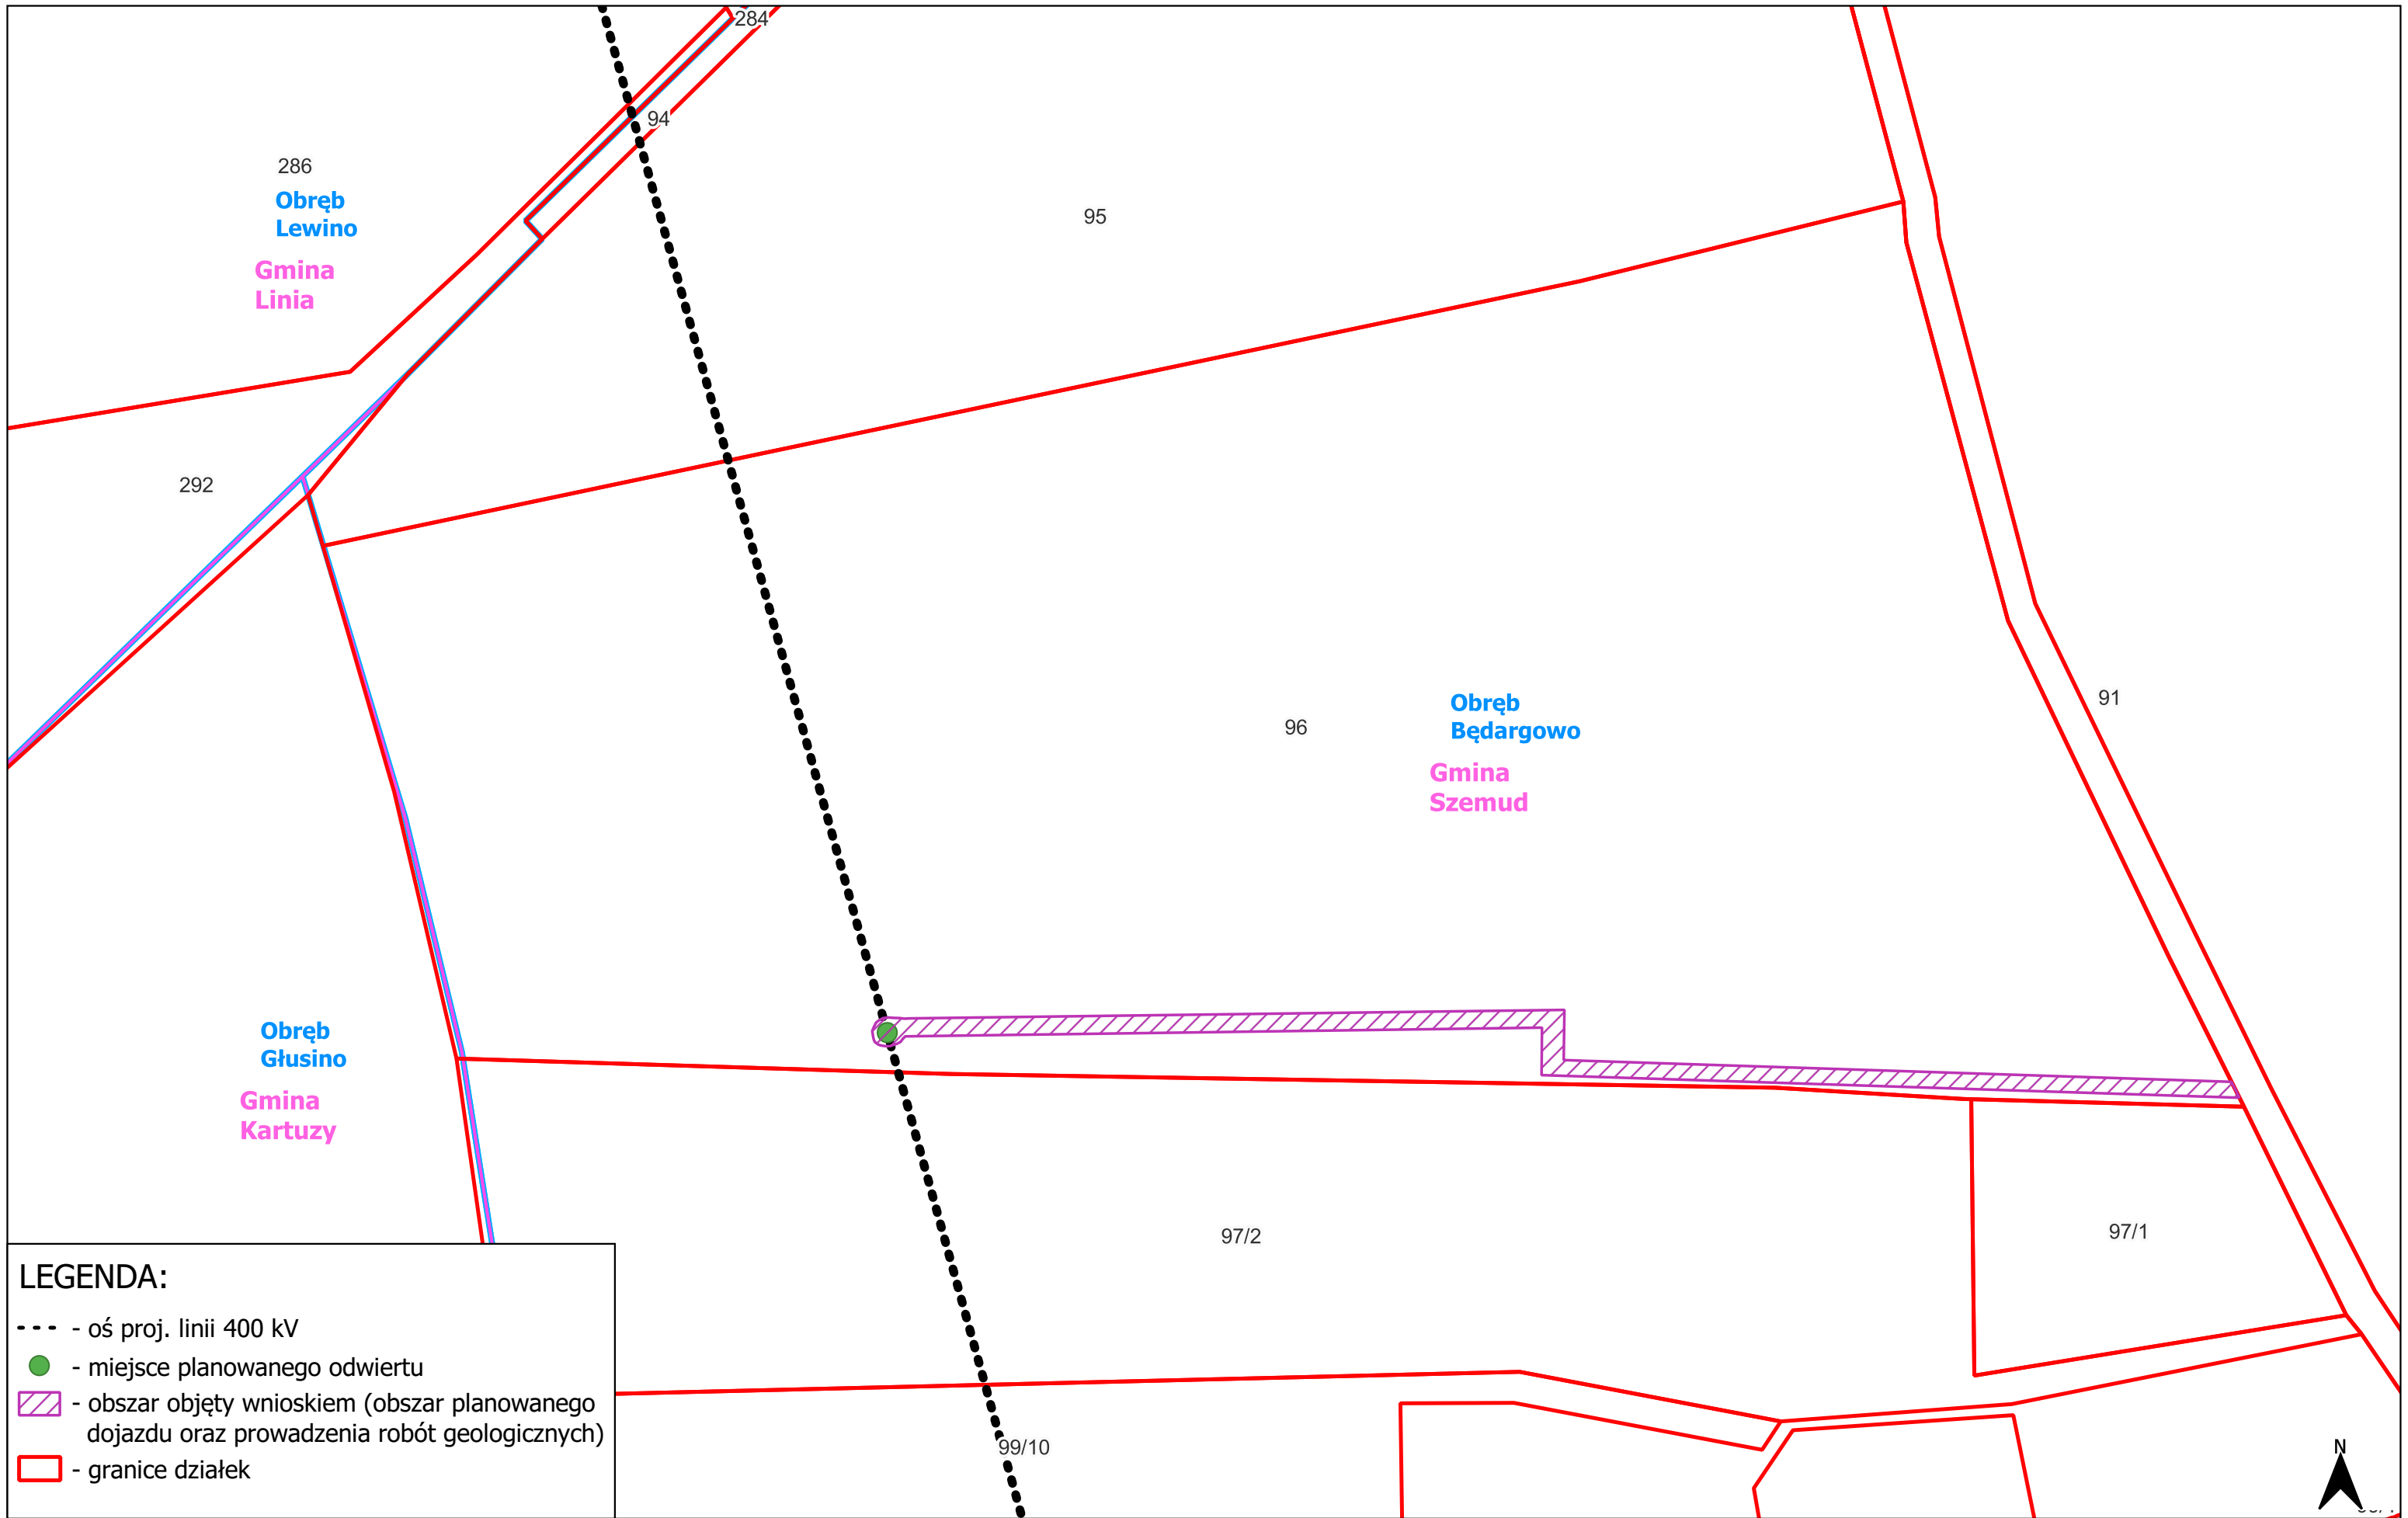 284
94
286
Obręb
Lewino
Gmina
Linia
95
292
91
96
Obręb
Będargowo
Gmina
Szemud
Obręb
Głusino
Gmina
Kartuzy
97/2
97/1
99/10
LEGENDA:
- oś proj. linii 400 kV
- miejsce planowanego odwiertu
- obszar objęty wnioskiem (obszar planowanego
dojazdu oraz prowadzenia robót geologicznych)
- granice działek
N